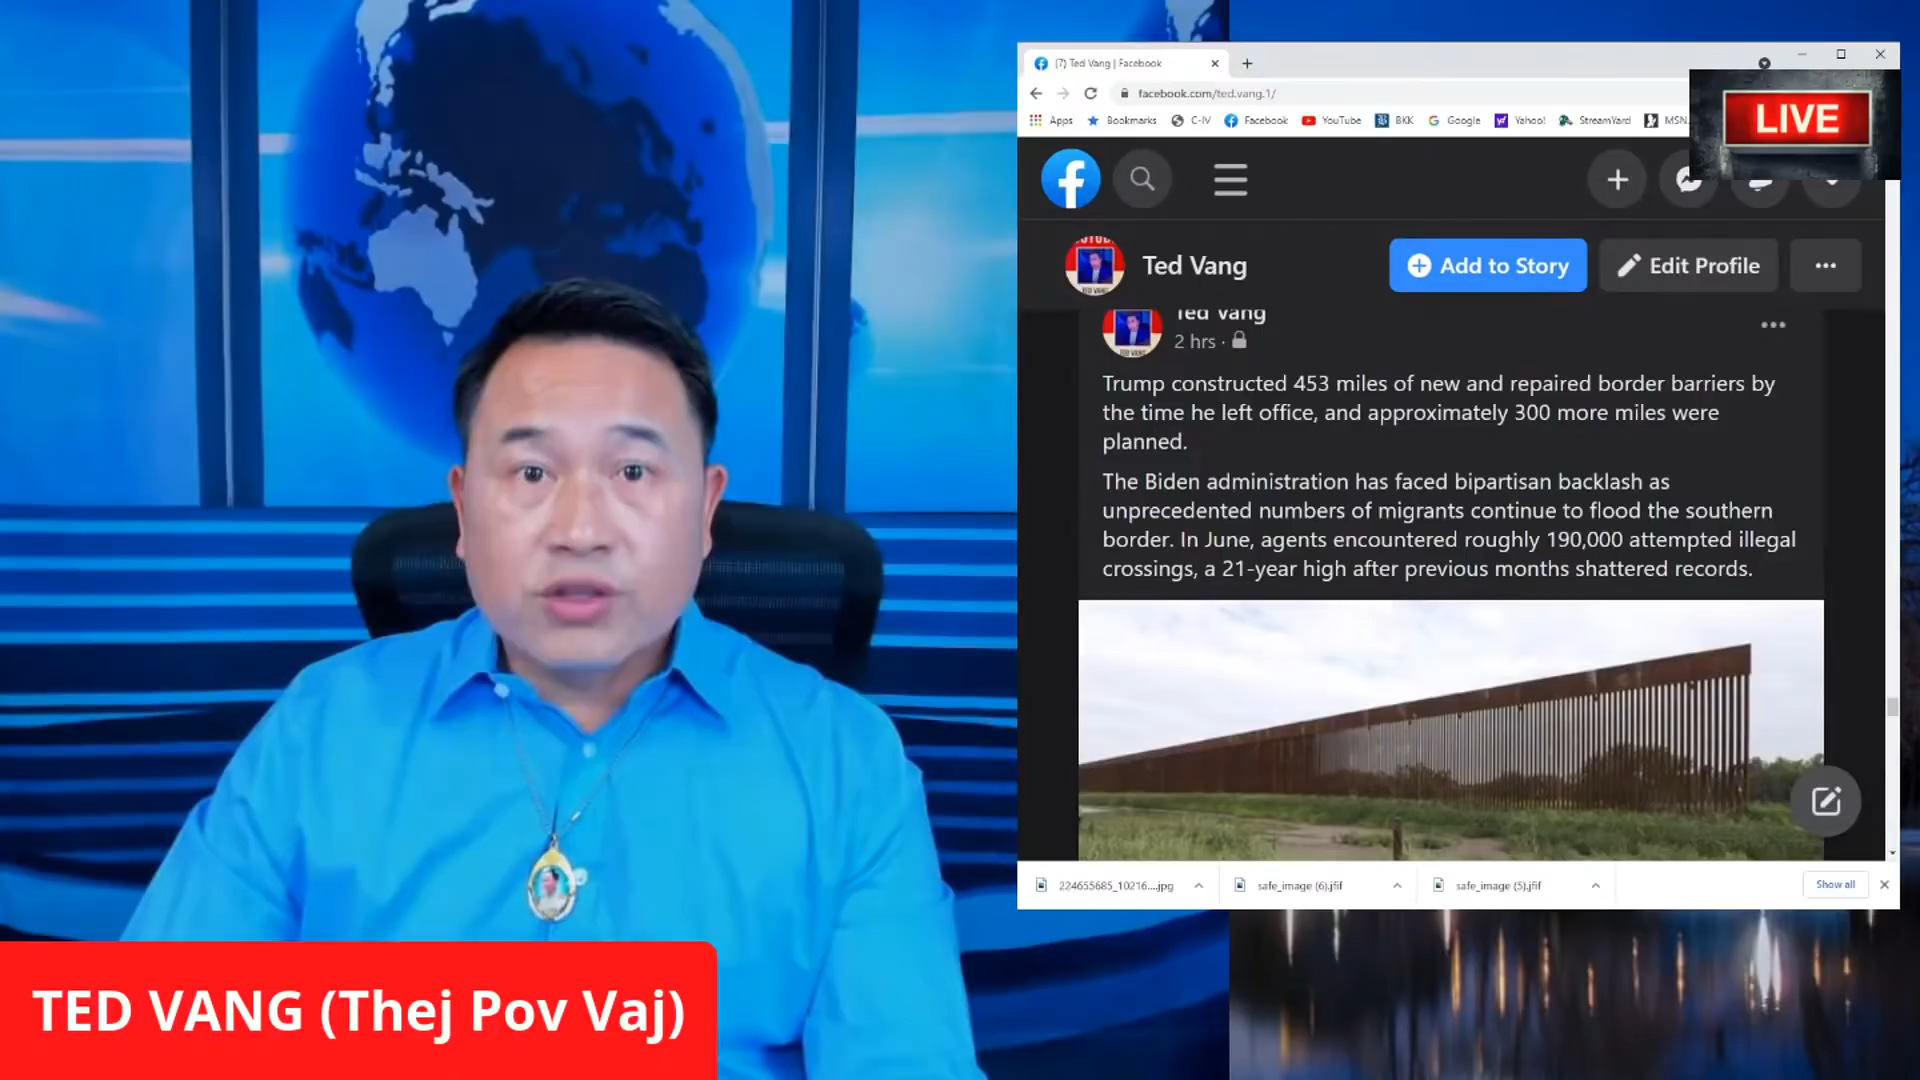 (7) Ted Vang | Facebook
facebook.com/ted.vang.1/
Apps Bookmarks C-IV Facebook YouTube BKK Google Yahoo! StreamYard MSN
LIVE
Ted Vang
Add to Story
Edit Profile
TED VANG
Ted Vang
2 hrs ·
TED VANG
Trump constructed 453 miles of new and repaired border barriers by
the time he left office, and approximately 300 more miles were
planned.
The Biden administration has faced bipartisan backlash as
unprecedented numbers of migrants continue to flood the southern
border. In June, agents encountered roughly 190,000 attempted illegal
crossings, a 21-year high after previous months shattered records.
224655685_10216....jpg
safe_image (6).jfif
safe_image (5).jfif
Show all
TED VANG (Thej Pov Vaj)